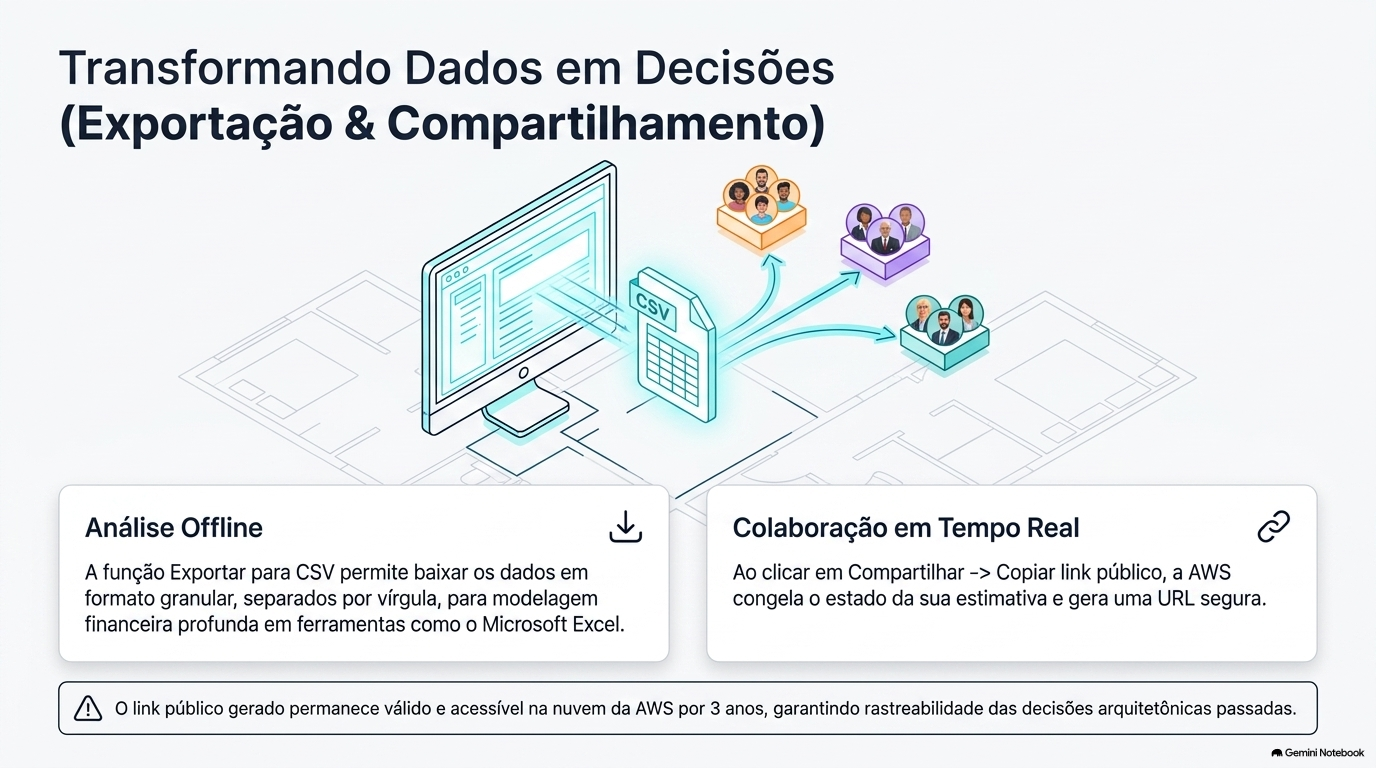 Transformando Dados em Decisões
(Exportação & Compartilhamento)
CSV
Análise Offline
A função Exportar para CSV permite baixar os dados em
formato granular, separados por vírgula, para modelagem
financeira profunda em ferramentas como o Microsoft Excel.
Colaboração em Tempo Real
Ao clicar em Compartilhar -> Copiar link público, a AWS
congela o estado da sua estimativa e gera uma URL segura.
O link público gerado permanece válido e acessível na nuvem da AWS por 3 anos, garantindo rastreabilidade das decisões arquitetônicas passadas.
Gemini Notebook